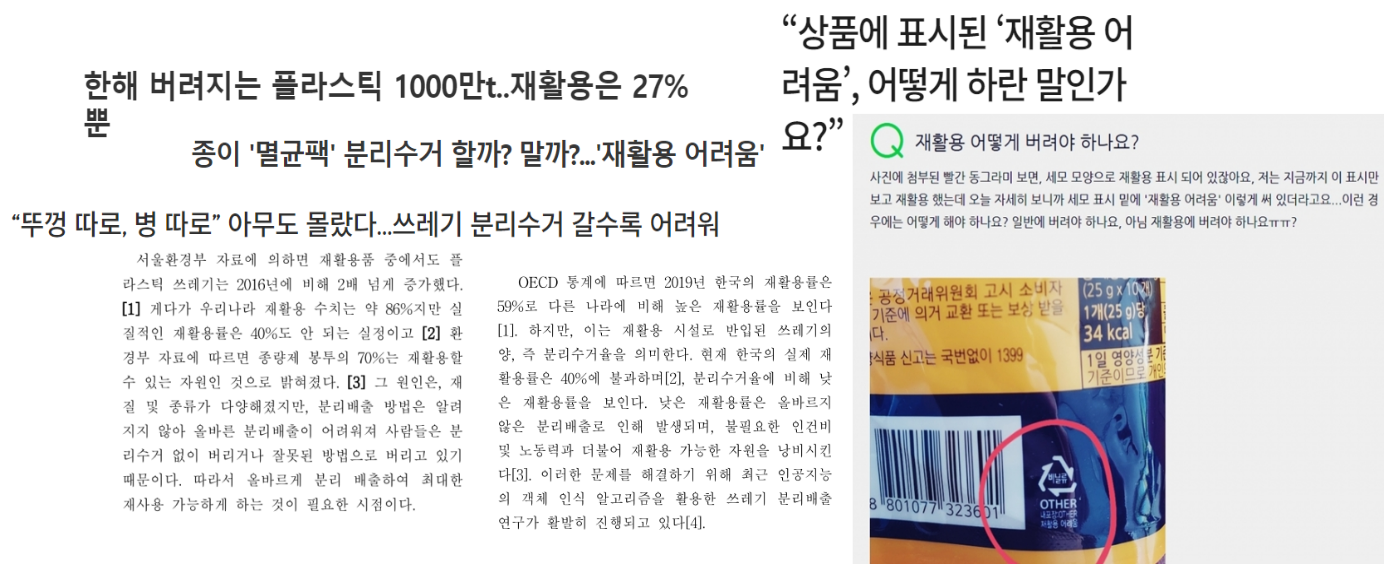 한해 버려지는 플라스틱 1000만t..재활용은 27%
뿐
종이 '멸균팩' 분리수거 할까? 말까?...'재활용 어려움'
“뚜껑 따로, 병 따로” 아무도 몰랐다...쓰레기 분리수거 갈수록 어려워
서울환경부 자료에 의하면 재활용품 중에서도 플
라스틱 쓰레기는 2016년에 비해 2배 넘게 증가했다.
[1] 게다가 우리나라 재활용 수치는 약 86%지만 실
질적인 재활용률은 40%도 안 되는 실정이고 [2] 환
경부 자료에 따르면 종량제 봉투의 70%는 재활용할
수 있는 자원인 것으로 밝혀졌다. [3] 그 원인은, 재
질 및 종류가 다양해졌지만, 분리배출 방법은 알려
지지 않아 올바른 분리배출이 어려워져 사람들은 분
리수거 없이 버리거나 잘못된 방법으로 버리고 있기
때문이다. 따라서 올바르게 분리 배출하여 최대한
재사용 가능하게 하는 것이 필요한 시점이다.
OECD 통계에 따르면 2019년 한국의 재활용률은
59%로 다른 나라에 비해 높은 재활용률을 보인다
[1]. 하지만, 이는 재활용 시설로 반입된 쓰레기의
양, 즉 분리수거율을 의미한다. 현재 한국의 실제 재
활용률은 40%에 불과하며[2], 분리수거율에 비해 낮
은 재활용률을 보인다. 낮은 재활용률은 올바르지
않은 분리배출로 인해 발생되며, 불필요한 인건비
및 노동력과 더불어 재활용 가능한 자원을 낭비시킨
다[3]. 이러한 문제를 해결하기 위해 최근 인공지능
의 객체 인식 알고리즘을 활용한 쓰레기 분리배출
연구가 활발히 진행되고 있다[4].
“상품에 표시된 ‘재활용 어
려움’, 어떻게 하란 말인가
요?”
Q 재활용 어떻게 버려야 하나요?
사진에 첨부된 빨간 동그라미 보면, 세모 모양으로 재활용 표시 되어 있잖아요, 저는 지금까지 이 표시만
보고 재활용 했는데 오늘 자세히 보니까 세모 표시 밑에 '재활용 어려움' 이렇게 써 있더라고요...이런 경
우에는 어떻게 해야 하나요? 일반에 버려야 하나요, 아님 재활용에 버려야 하나요ㅠㅠ?
공정거래위원회 고시 소비자
기준에 의거 교환 또는 보상 받을
다.
식품 신고는 국번없이 1399
(25 g x 10개)
1개(25 g)당
34 kcal
1일 영양성분
기준이므로 개인
8 801077 323601
비닐류
OTHER
내포장:OTHER
재활용 어려움